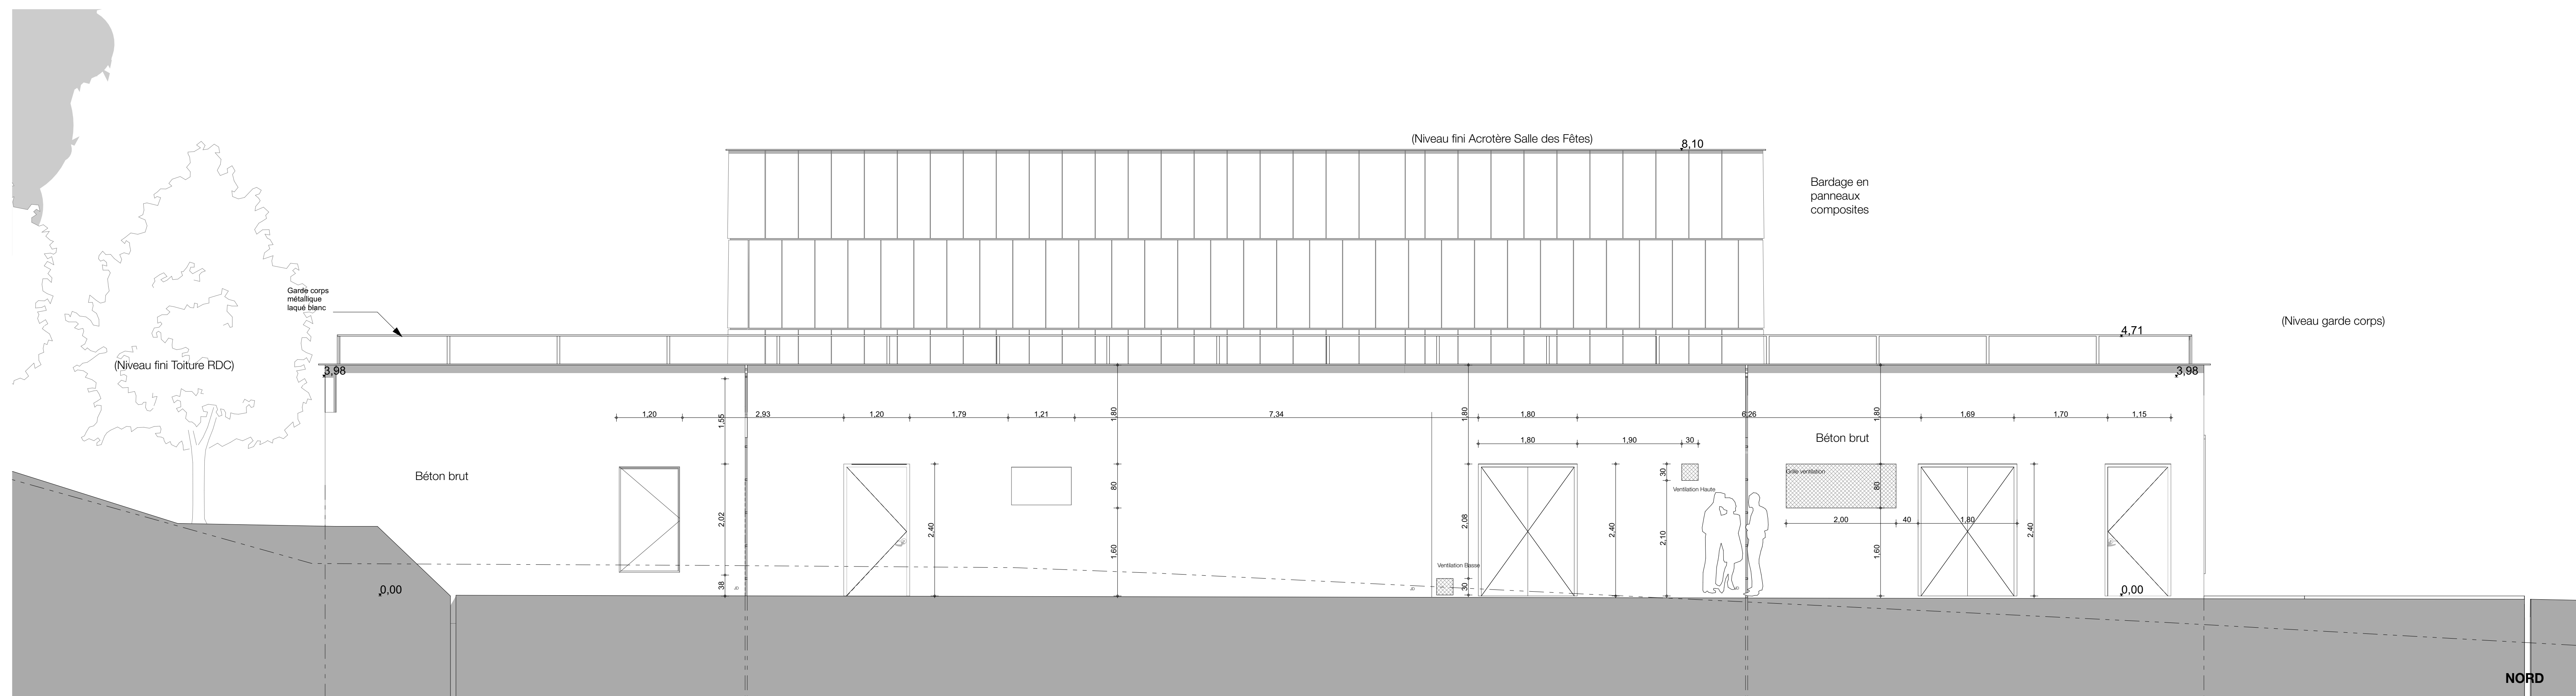 (Niveau fini Acrotère Salle des Fêtes)
8,10
Bardage en
panneaux
composites
Garde corps
métallique
laqué blanc
(Niveau garde corps)
4,71
(Niveau fini Toiture RDC)
3,98
3,98
1,20
2,93
1,20
1,79
1,21
7,34
1,80
6,26
1,69
1,70
1,15
1,55
1,80
1,80
1,80
1,80
1,90
30
Béton brut
Béton brut
Grille ventilation
30
Ventilation Haute
80
80
2,02
2,40
2,08
2,40
2,10
2,00
40
1,80
2,40
1,60
1,60
Ventilation Basse
38
30
0,00
0,00
NORD